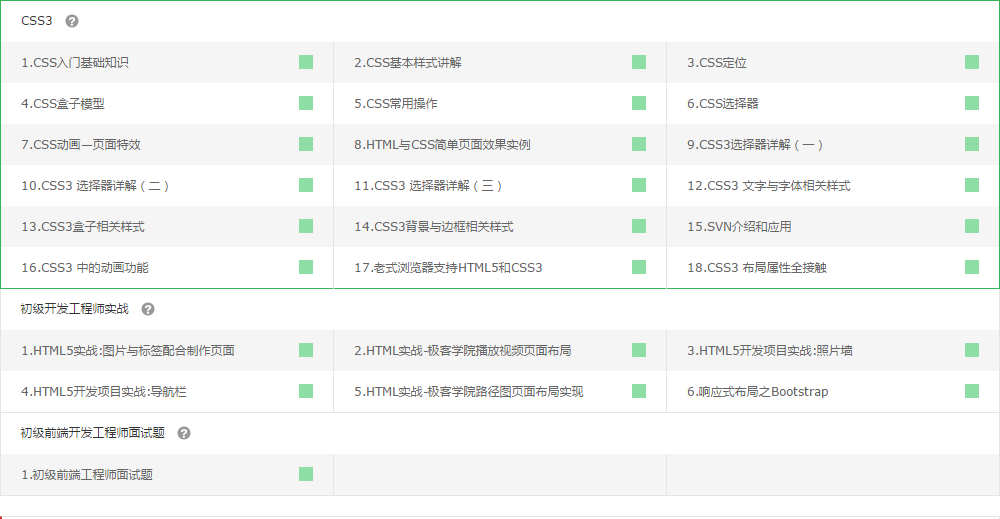 CSS3 ?
1.CSS入门基础知识 2.CSS基本样式讲解 3.CSS定位
4.CSS盒子模型 5.CSS常用操作 6.CSS选择器
7.CSS动画—页面特效 8.HTML与CSS简单页面效果实例 9.CSS3选择器详解（一）
10.CSS3 选择器详解（二） 11.CSS3 选择器详解（三） 12.CSS3 文字与字体相关样式
13.CSS3盒子相关样式 14.CSS3背景与边框相关样式 15.SVN介绍和应用
16.CSS3 中的动画功能 17.老式浏览器支持HTML5和CSS3 18.CSS3 布局属性全接触
初级开发工程师实战 ?
1.HTML5实战:图片与标签配合制作页面 2.HTML实战-极客学院播放视频页面布局 3.HTML5开发项目实战:照片墙
4.HTML5开发项目实战:导航栏 5.HTML实战-极客学院路径图页面布局实现 6.响应式布局之Bootstrap
初级前端开发工程师面试题 ?
1.初级前端工程师面试题